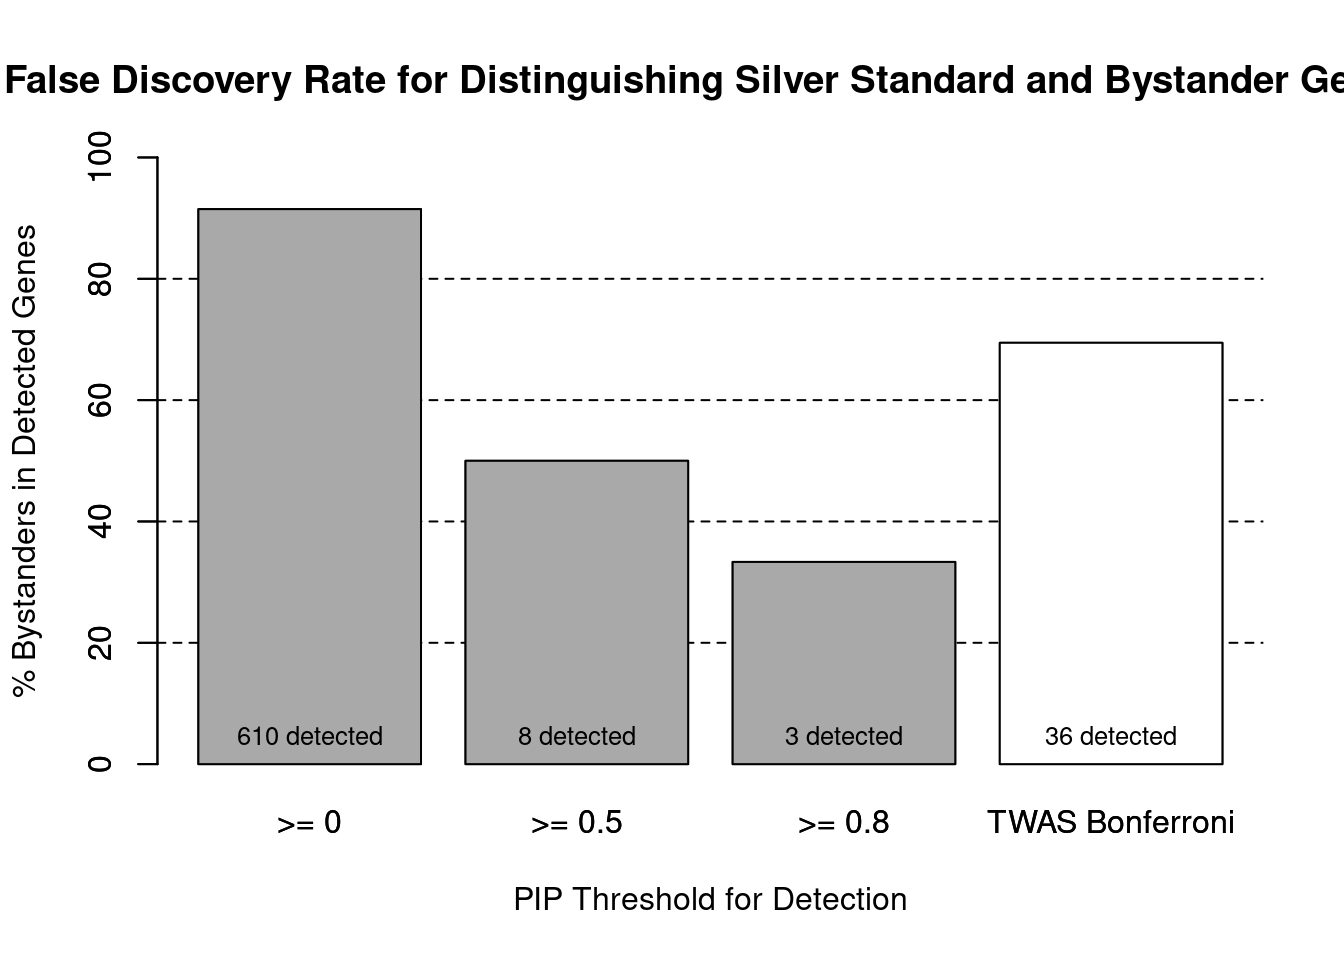 False Discovery Rate for Distinguishing Silver Standard and Bystander Ge
% Bystanders in Detected Genes
100
80
60
40
20
0
610 detected
8 detected
3 detected
36 detected
>= 0
>= 0.5
>= 0.8
TWAS Bonferroni
PIP Threshold for Detection